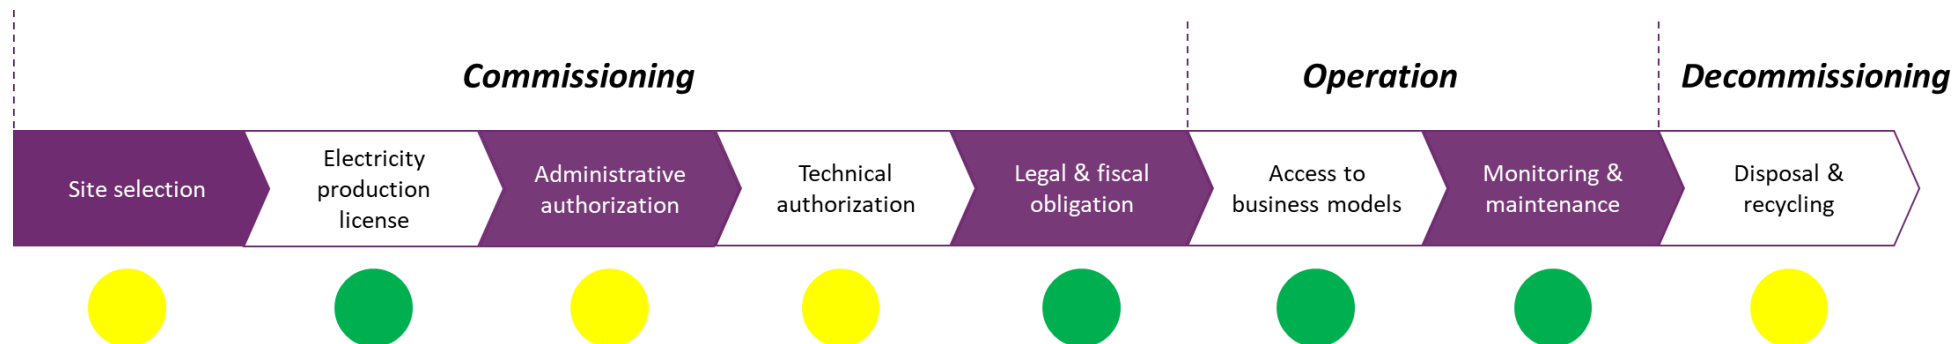 Commissioning
Operation
Decommissioning
Site selection
Electricity
production
license
Administrative
authorization
Technical
authorization
Legal & fiscal
obligation
Access to
business models
Monitoring &
maintenance
Disposal &
recycling